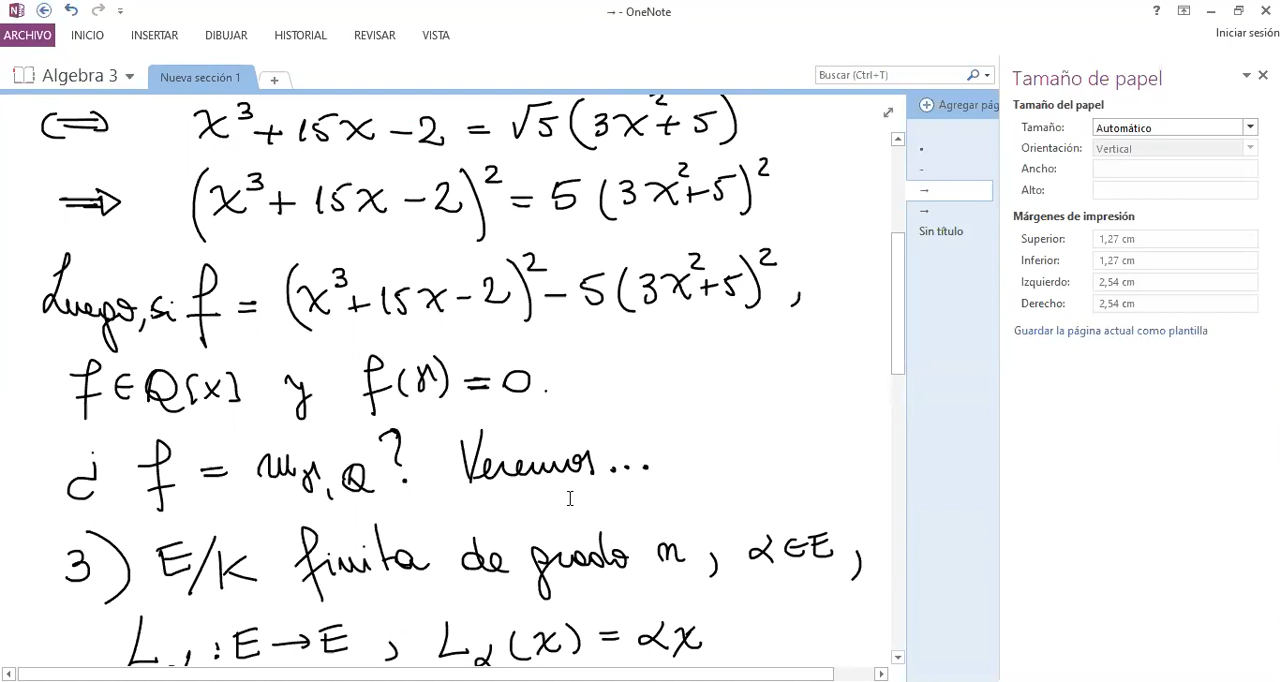 → - OneNote
ARCHIVO INICIO INSERTAR DIBUJAR HISTORIAL REVISAR VISTA
Iniciar sesión
Algebra 3 Nueva sección 1 +
Buscar (Ctrl+T)
⟺ x³ + 15x − 2 = √5 (3x² + 5)
⟹ (x³ + 15x − 2)² = 5 (3x² + 5)²
Luego, si f = (x³ + 15x − 2)² − 5 (3x² + 5)²,
f ∈ Q[x] y f(γ) = 0.
¿ f = m_γ,Q ? Veremos...
3) E/K finita de grado n, α ∈ E,
L_α : E → E, L_α(x) = αx
Agregar pág
.
-
→
→
Sin título
Tamaño de papel
Tamaño del papel
Tamaño: Automático
Orientación: Vertical
Ancho:
Alto:
Márgenes de impresión
Superior: 1,27 cm
Inferior: 1,27 cm
Izquierdo: 2,54 cm
Derecho: 2,54 cm
Guardar la página actual como plantilla